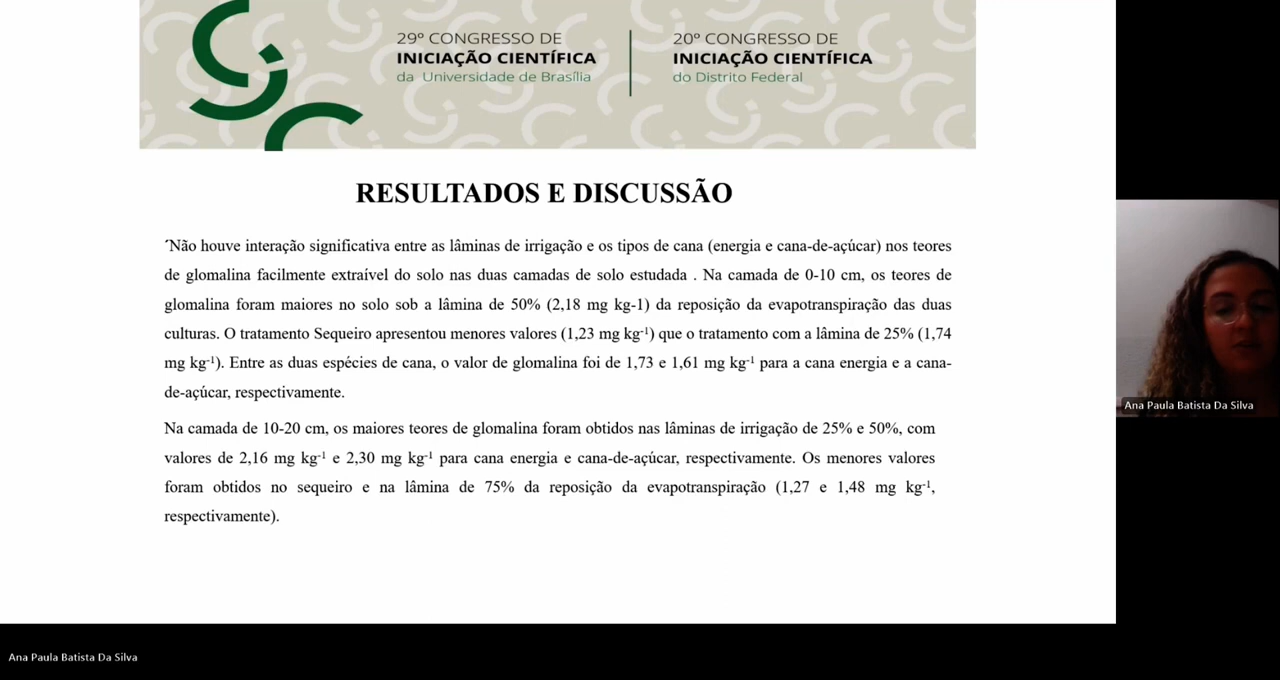 29º CONGRESSO DE
INICIAÇÃO CIENTÍFICA
da Universidade de Brasília
20º CONGRESSO DE
INICIAÇÃO CIENTÍFICA
do Distrito Federal
RESULTADOS E DISCUSSÃO
´Não houve interação significativa entre as lâminas de irrigação e os tipos de cana (energia e cana-de-açúcar) nos teores
de glomalina facilmente extraível do solo nas duas camadas de solo estudada . Na camada de 0-10 cm, os teores de
glomalina foram maiores no solo sob a lâmina de 50% (2,18 mg kg-1) da reposição da evapotranspiração das duas
culturas. O tratamento Sequeiro apresentou menores valores (1,23 mg kg⁻¹) que o tratamento com a lâmina de 25% (1,74
mg kg⁻¹). Entre as duas espécies de cana, o valor de glomalina foi de 1,73 e 1,61 mg kg⁻¹ para a cana energia e a cana-
de-açúcar, respectivamente.
Na camada de 10-20 cm, os maiores teores de glomalina foram obtidos nas lâminas de irrigação de 25% e 50%, com
valores de 2,16 mg kg⁻¹ e 2,30 mg kg⁻¹ para cana energia e cana-de-açúcar, respectivamente. Os menores valores
foram obtidos no sequeiro e na lâmina de 75% da reposição da evapotranspiração (1,27 e 1,48 mg kg⁻¹,
respectivamente).
Ana Paula Batista Da Silva
Ana Paula Batista Da Silva